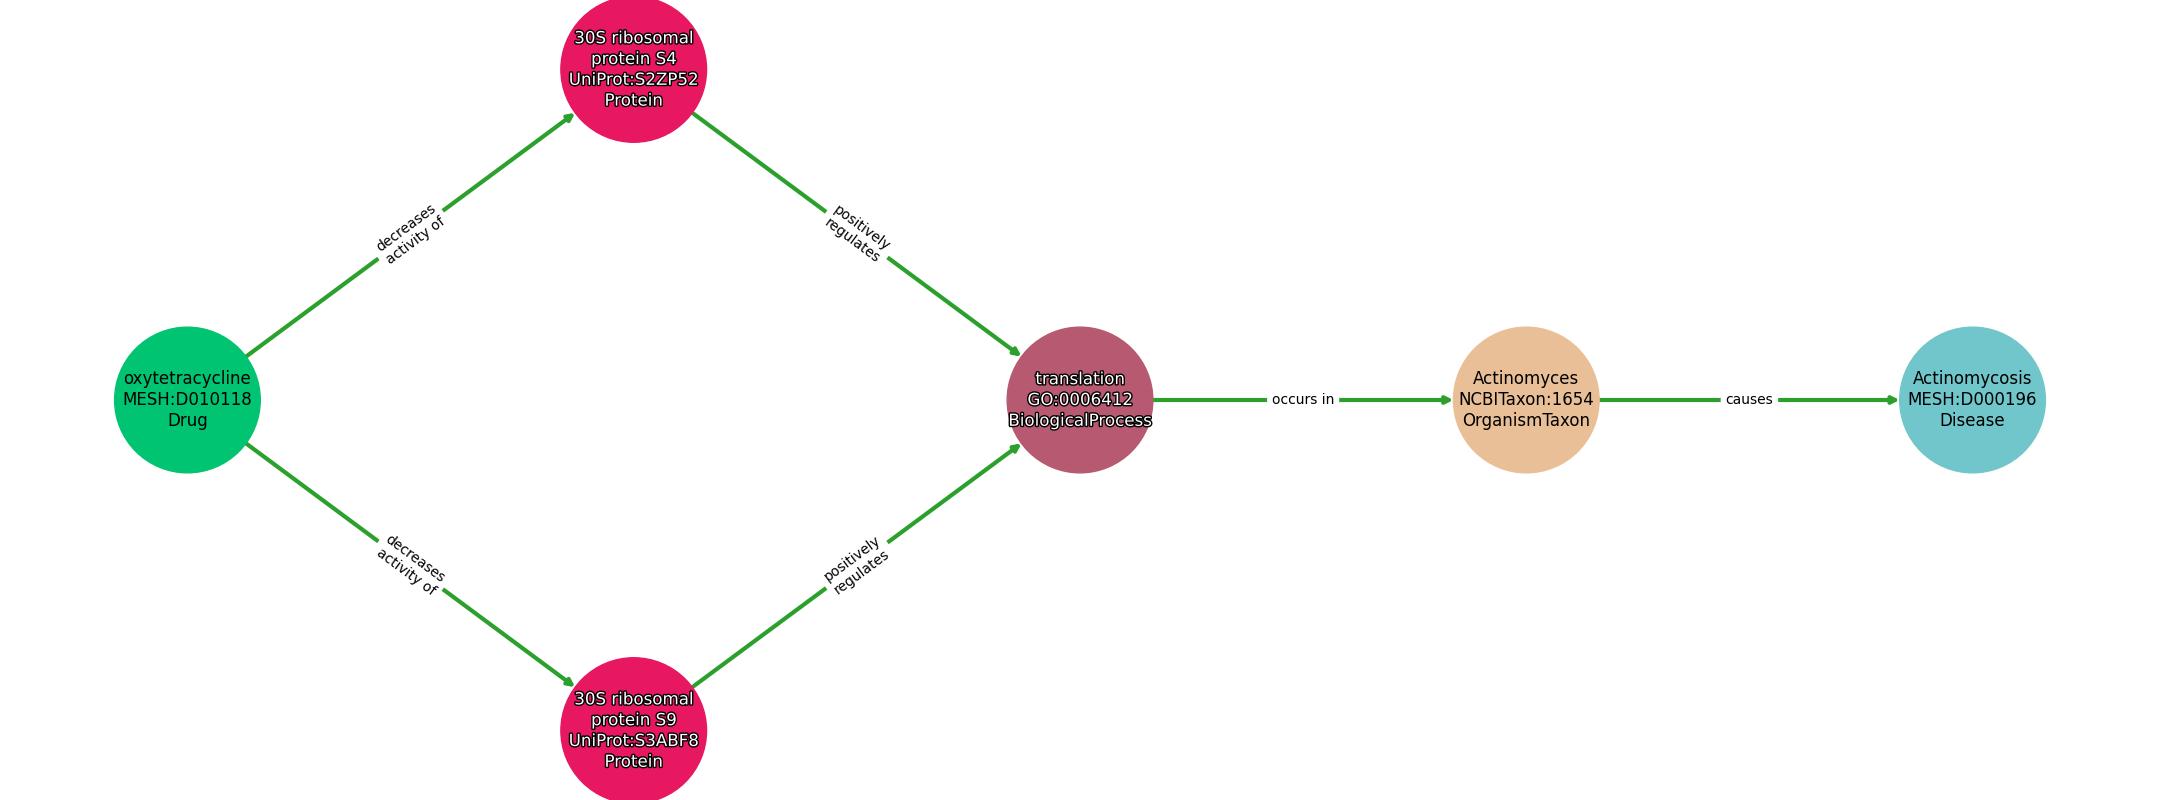 30S ribosomal
protein S4
UniProt:S2ZP52
Protein
decreases
activity of
positively
regulates
oxytetracycline
MESH:D010118
Drug
translation
GO:0006412
BiologicalProcess
occurs in
Actinomyces
NCBITaxon:1654
OrganismTaxon
causes
Actinomycosis
MESH:D000196
Disease
decreases
activity of
positively
regulates
30S ribosomal
protein S9
UniProt:S3ABF8
Protein